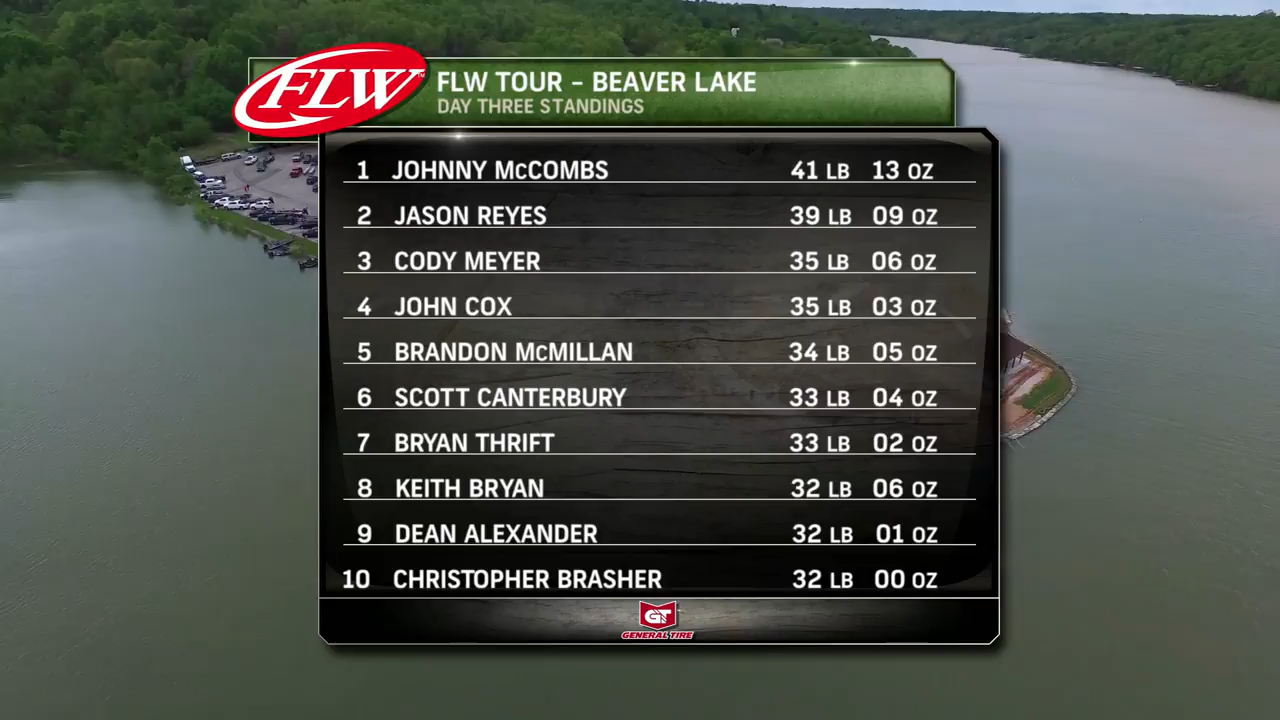 FLW
FLW TOUR – BEAVER LAKE
DAY THREE STANDINGS
1 JOHNNY McCOMBS 41 LB 13 OZ
2 JASON REYES 39 LB 09 OZ
3 CODY MEYER 35 LB 06 OZ
4 JOHN COX 35 LB 03 OZ
5 BRANDON McMILLAN 34 LB 05 OZ
6 SCOTT CANTERBURY 33 LB 04 OZ
7 BRYAN THRIFT 33 LB 02 OZ
8 KEITH BRYAN 32 LB 06 OZ
9 DEAN ALEXANDER 32 LB 01 OZ
10 CHRISTOPHER BRASHER 32 LB 00 OZ
GT
GENERAL TIRE